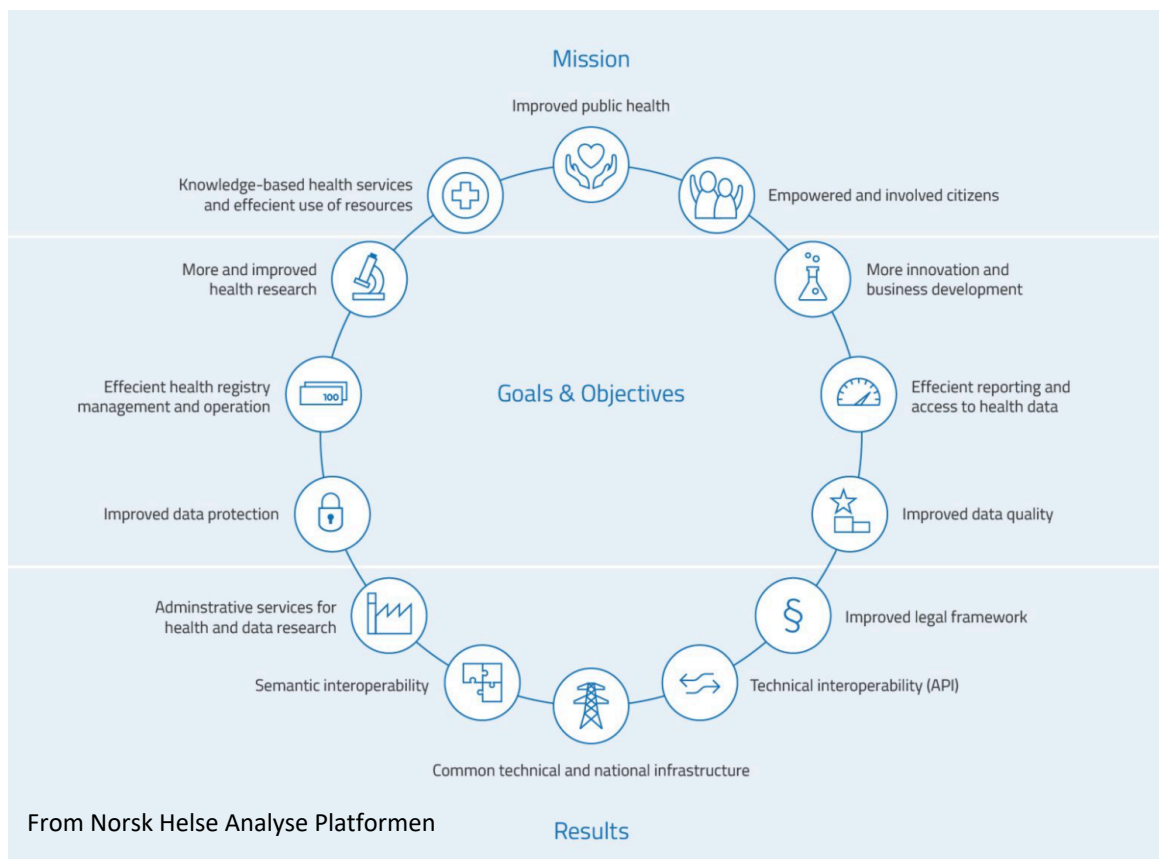 Mission
Improved public health
Knowledge-based health services
and effecient use of resources
Empowered and involved citizens
More and improved
health research
More innovation and
business development
Effecient health registry
management and operation
100
Goals & Objectives
Effecient reporting and
access to health data
Improved data protection
Improved data quality
Adminstrative services for
health and data research
§
Improved legal framework
Semantic interoperability
Technical interoperability (API)
Common technical and national infrastructure
From Norsk Helse Analyse Platformen
Results